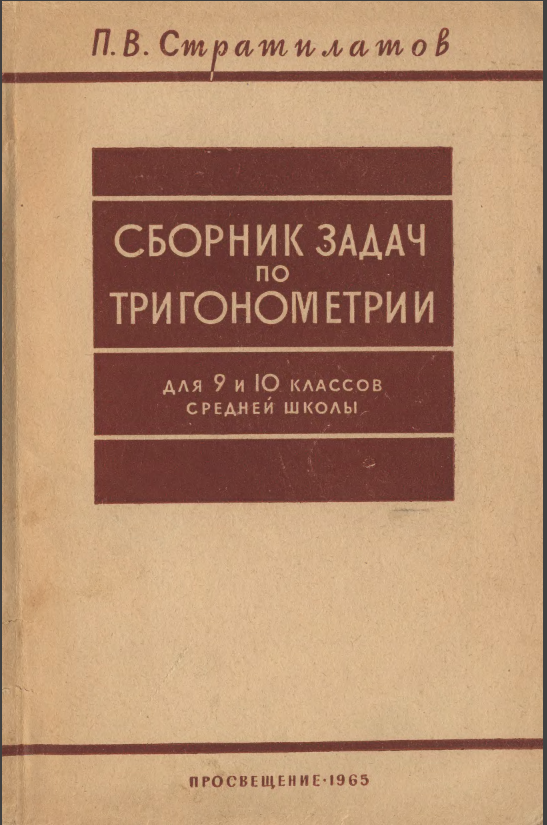 П. В. Стратилатов
СБОРНИК ЗАДАЧ
ПО
ТРИГОНОМЕТРИИ
ДЛЯ 9 И 10 КЛАССОВ
СРЕДНЕЙ ШКОЛЫ
ПРОСВЕЩЕНИЕ·1965